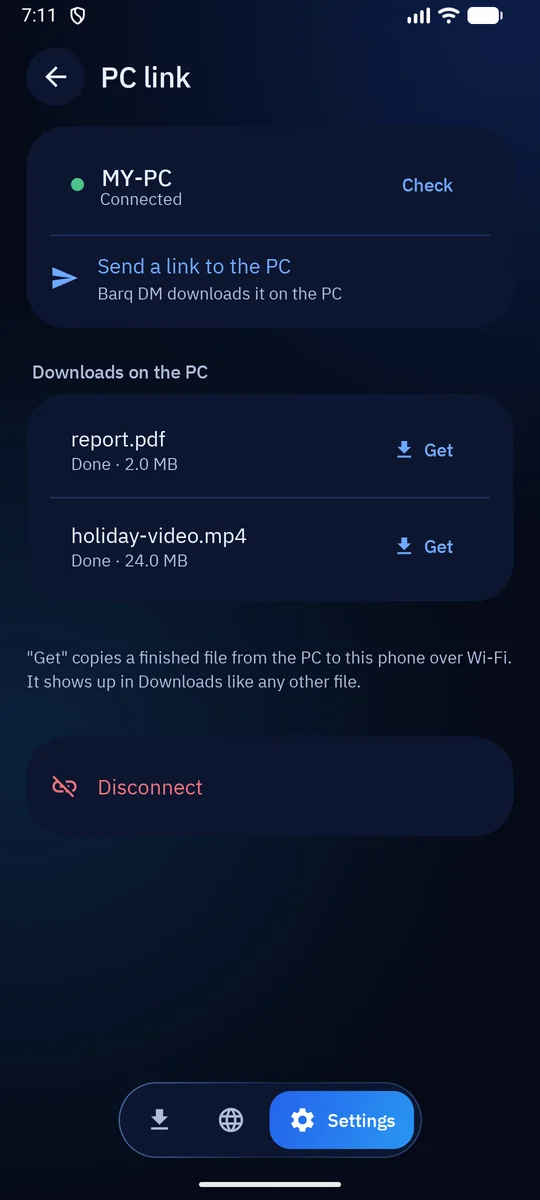 7:11
PC link
MY-PC
Connected
Check
Send a link to the PC
Barq DM downloads it on the PC
Downloads on the PC
report.pdf
Done · 2.0 MB
Get
holiday-video.mp4
Done · 24.0 MB
Get
"Get" copies a finished file from the PC to this phone over Wi-Fi.
It shows up in Downloads like any other file.
Disconnect
Settings